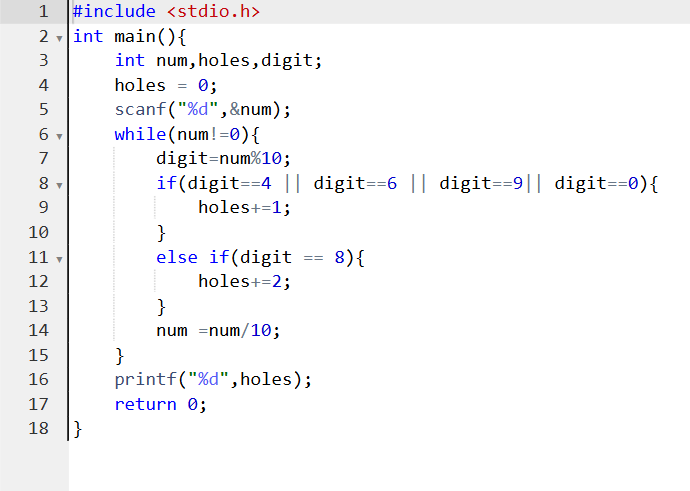 1 #include <stdio.h>
2 int main(){
3     int num,holes,digit;
4     holes = 0;
5     scanf("%d",&num);
6     while(num!=0){
7         digit=num%10;
8         if(digit==4 || digit==6 || digit==9|| digit==0){
9             holes+=1;
10         }
11         else if(digit == 8){
12             holes+=2;
13         }
14         num =num/10;
15     }
16     printf("%d",holes);
17     return 0;
18 }